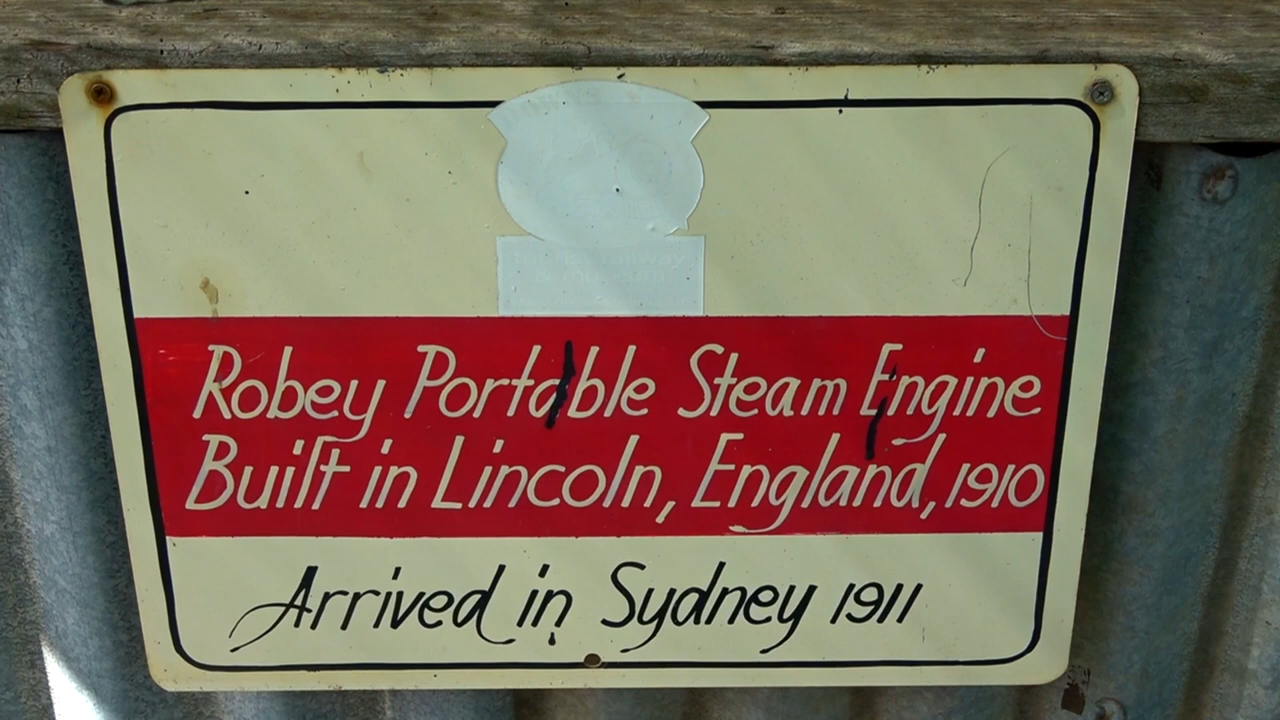 Robey Portable Steam Engine
Built in Lincoln, England, 1910
Arrived in Sydney 1911